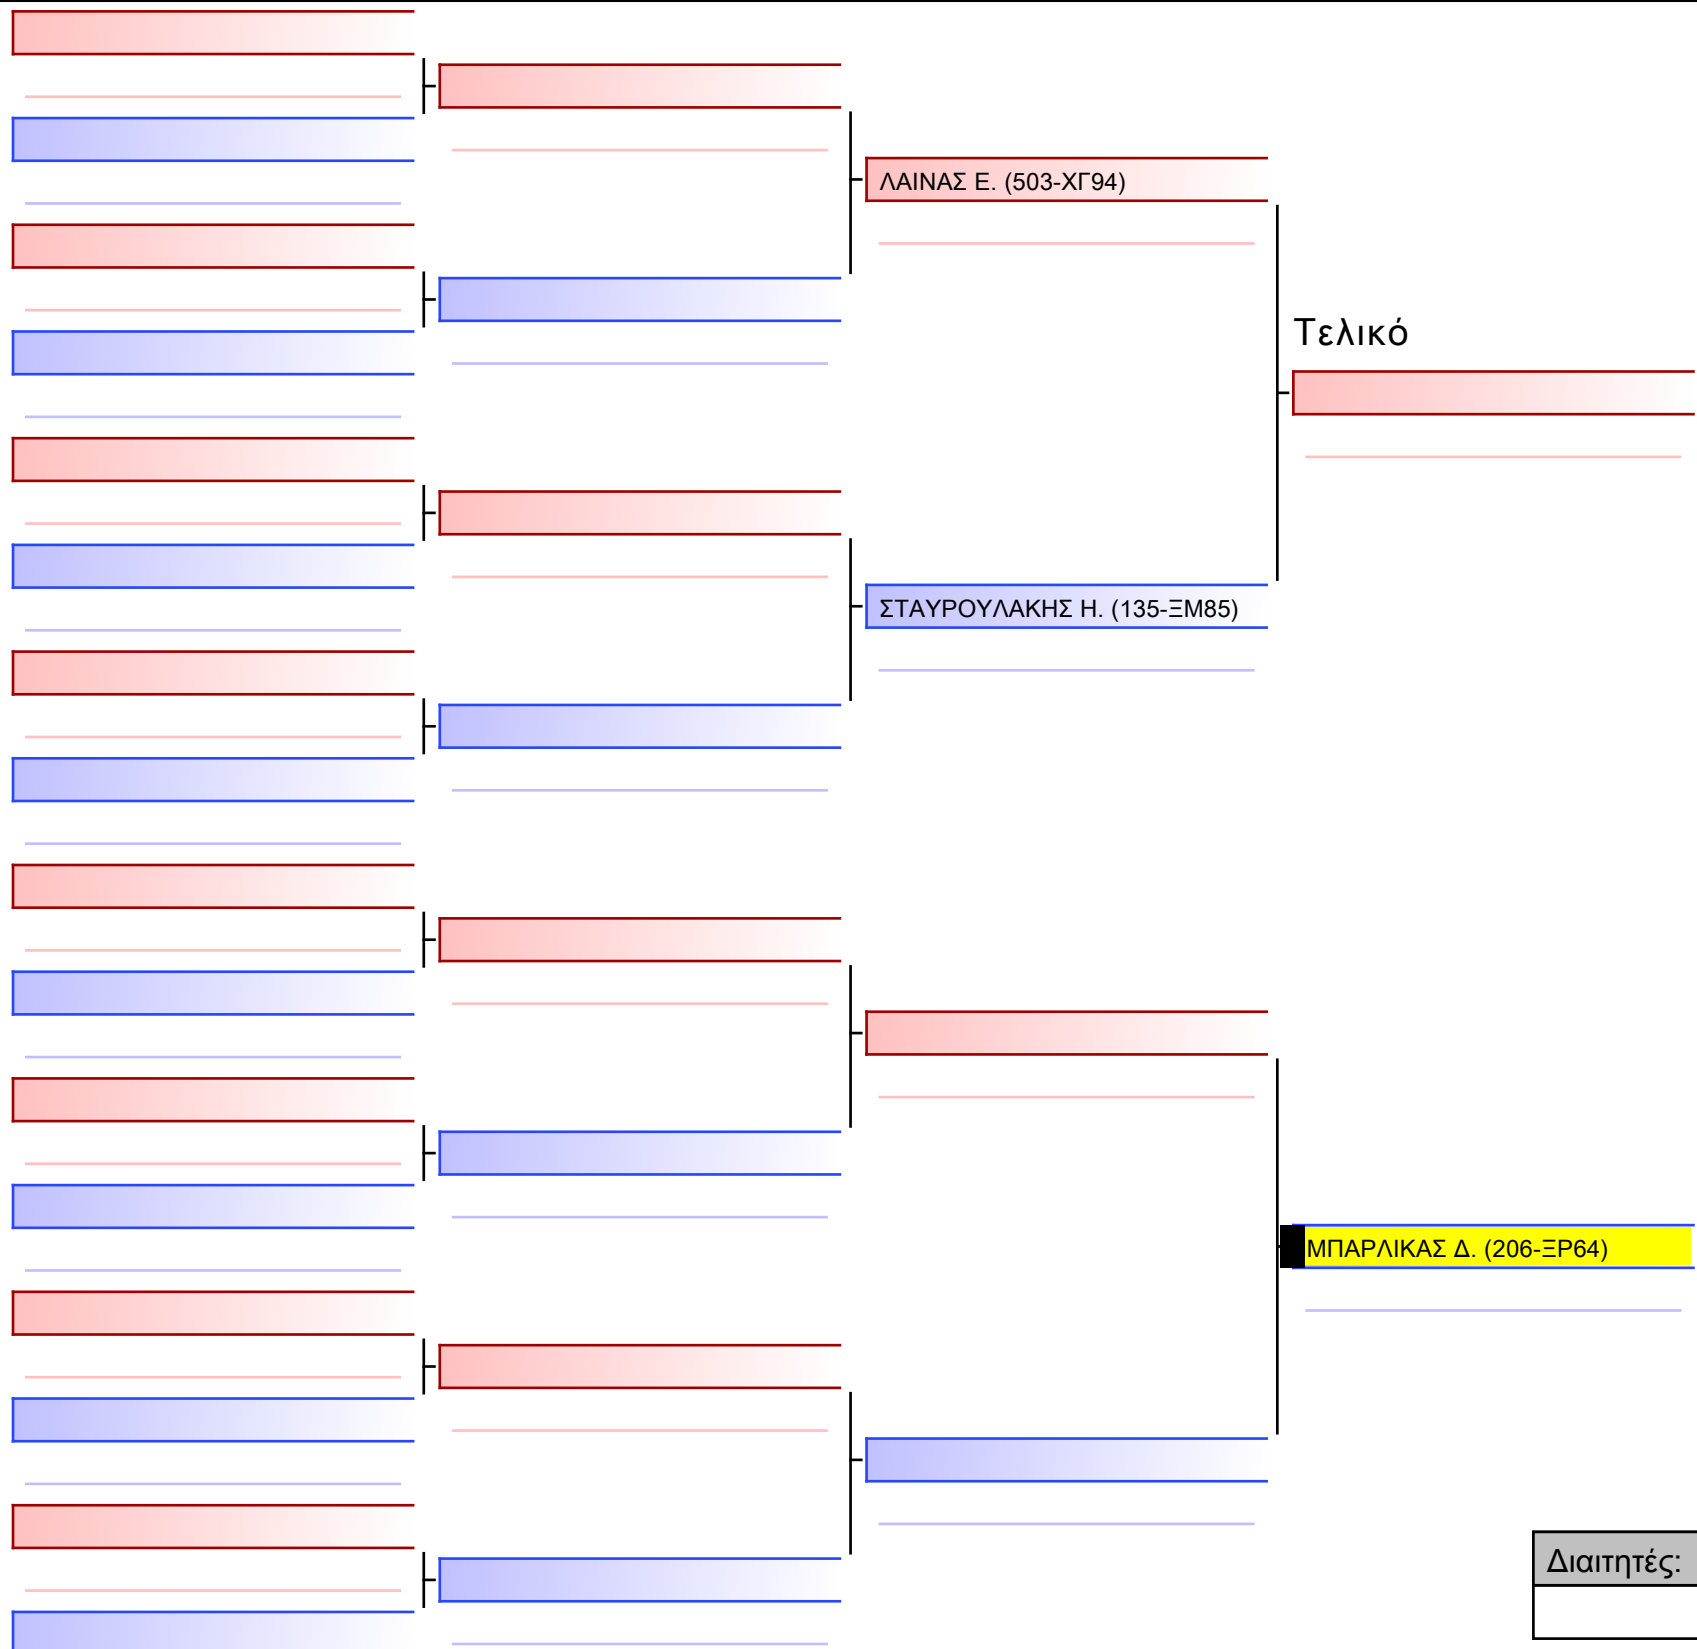 ΛΑΙΝΑΣ Ε. (503-ΧΓ94)
Τελικό
ΣΤΑΥΡΟΥΛΑΚΗΣ Η. (135-ΞΜ85)
ΜΠΑΡΛΙΚΑΣ Δ. (206-ΞΡ64)
Διαιτητές: